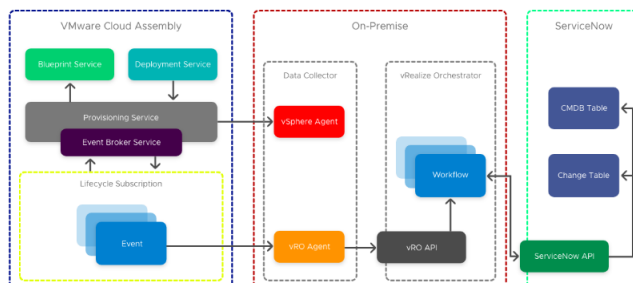 VMware Cloud Assembly
Blueprint Service
Deployment Service
Provisioning Service
Event Broker Service
Lifecycle Subscription
Event
On-Premise
Data Collector
vSphere Agent
vRO Agent
vRealize Orchestrator
Workflow
vRO API
ServiceNow
CMDB Table
Change Table
ServiceNow API